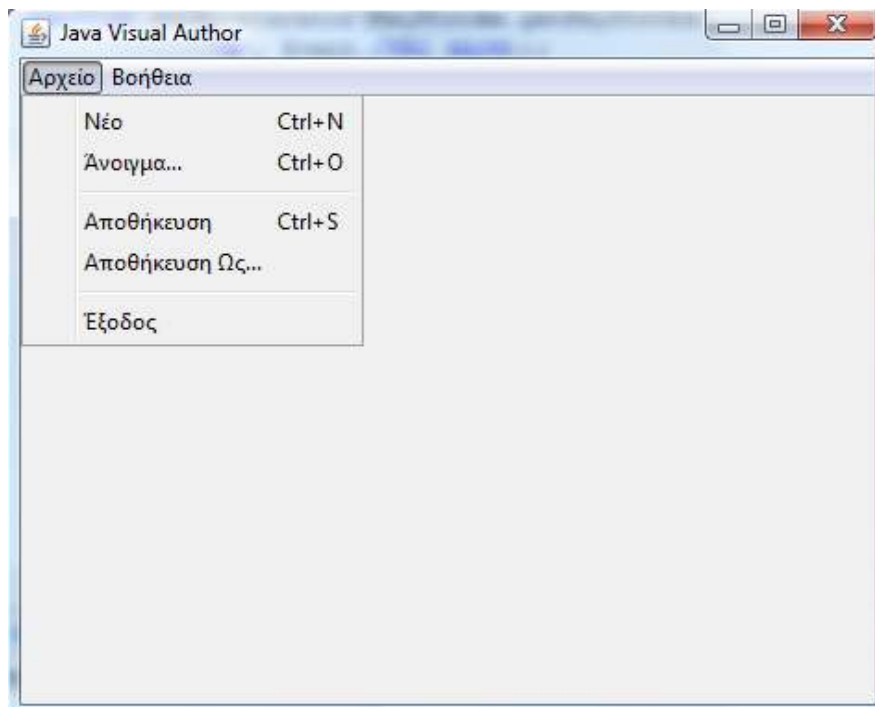 Java Visual Author
Αρχείο Βοήθεια
Νέο Ctrl+N
Άνοιγμα... Ctrl+O
Αποθήκευση Ctrl+S
Αποθήκευση Ως...
Έξοδος